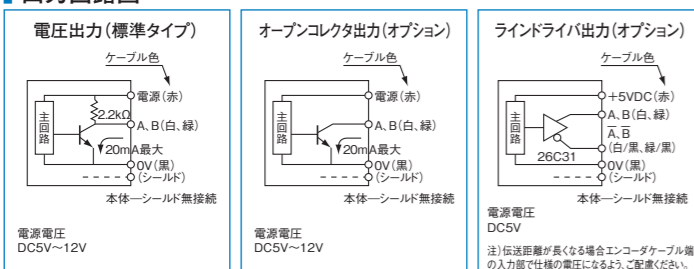 電圧出力(標準タイプ)
ケーブル色
電源(赤)
2.2kΩ
主回路
A、B(白、緑)
20mA最大
0V(黒)
(シールド)
本体―シールド無接続
電源電圧
DC5V～12V
オープンコレクタ出力(オプション)
ケーブル色
電源(赤)
主回路
A、B(白、緑)
20mA最大
0V(黒)
(シールド)
本体―シールド無接続
電源電圧
DC5V～12V
ラインドライバ出力(オプション)
ケーブル色
+5VDC(赤)
主回路
A、B(白、緑)
A̅、B̅
(白/黒、緑/黒)
26C31
0V(黒)
(シールド)
本体―シールド無接続
電源電圧
DC5V
注)伝送距離が長くなる場合エンコーダケーブル端
の入力部で仕様の電圧になるよう、ご配慮ください。